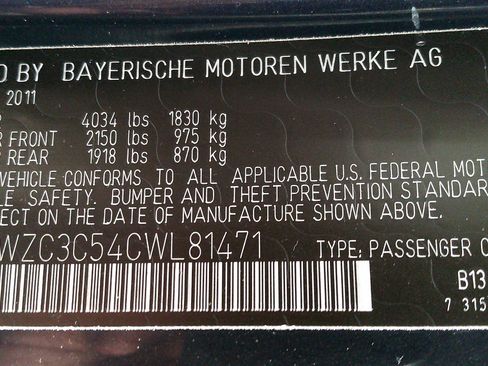 D BY BAYERISCHE MOTOREN WERKE AG
2011
4034 lbs 1830 kg
FRONT 2150 lbs 975 kg
REAR 1918 lbs 870 kg
VEHICLE CONFORMS TO ALL APPLICABLE U.S. FEDERAL MOT
LE SAFETY. BUMPER AND THEFT PREVENTION STANDAR
FECT ON THE DATE OF MANUFACTURE SHOWN ABOVE.
WZC3C54CWL81471 TYPE: PASSENGER C
B13
7 315